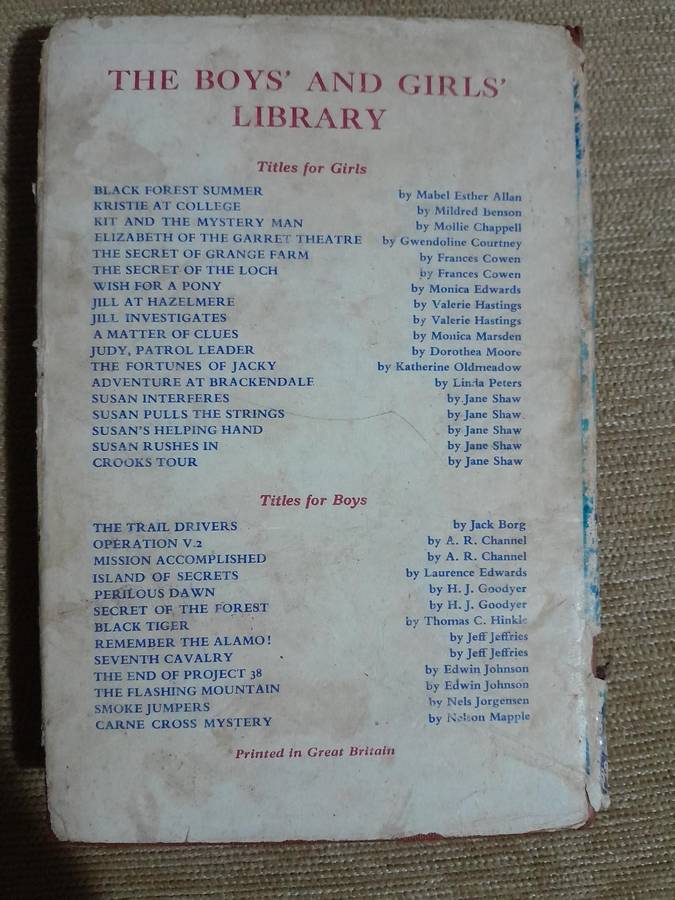 THE BOYS' AND GIRLS'
LIBRARY
Titles for Girls
BLACK FOREST SUMMER by Mabel Esther Allan
KRISTIE AT COLLEGE by Mildred Benson
KIT AND THE MYSTERY MAN by Mollie Chappell
ELIZABETH OF THE GARRET THEATRE by Gwendoline Courtney
THE SECRET OF GRANGE FARM by Frances Cowen
THE SECRET OF THE LOCH by Frances Cowen
WISH FOR A PONY by Monica Edwards
JILL AT HAZELMERE by Valerie Hastings
JILL INVESTIGATES by Valerie Hastings
A MATTER OF CLUES by Monica Marsden
JUDY, PATROL LEADER by Dorothea Moore
THE FORTUNES OF JACKY by Katherine Oldmeadow
ADVENTURE AT BRACKENDALE by Linda Peters
SUSAN INTERFERES by Jane Shaw
SUSAN PULLS THE STRINGS by Jane Shaw
SUSAN'S HELPING HAND by Jane Shaw
SUSAN RUSHES IN by Jane Shaw
CROOKS TOUR by Jane Shaw
Titles for Boys
THE TRAIL DRIVERS by Jack Borg
OPERATION V.2 by A. R. Channel
MISSION ACCOMPLISHED by A. R. Channel
ISLAND OF SECRETS by Laurence Edwards
PERILOUS DAWN by H. J. Goodyer
SECRET OF THE FOREST by H. J. Goodyer
BLACK TIGER by Thomas C. Hinkle
REMEMBER THE ALAMO! by Jeff Jeffries
SEVENTH CAVALRY by Jeff Jeffries
THE END OF PROJECT 38 by Edwin Johnson
THE FLASHING MOUNTAIN by Edwin Johnson
SMOKE JUMPERS by Nels Jorgensen
CARNE CROSS MYSTERY by Nelson Mapple
Printed in Great Britain